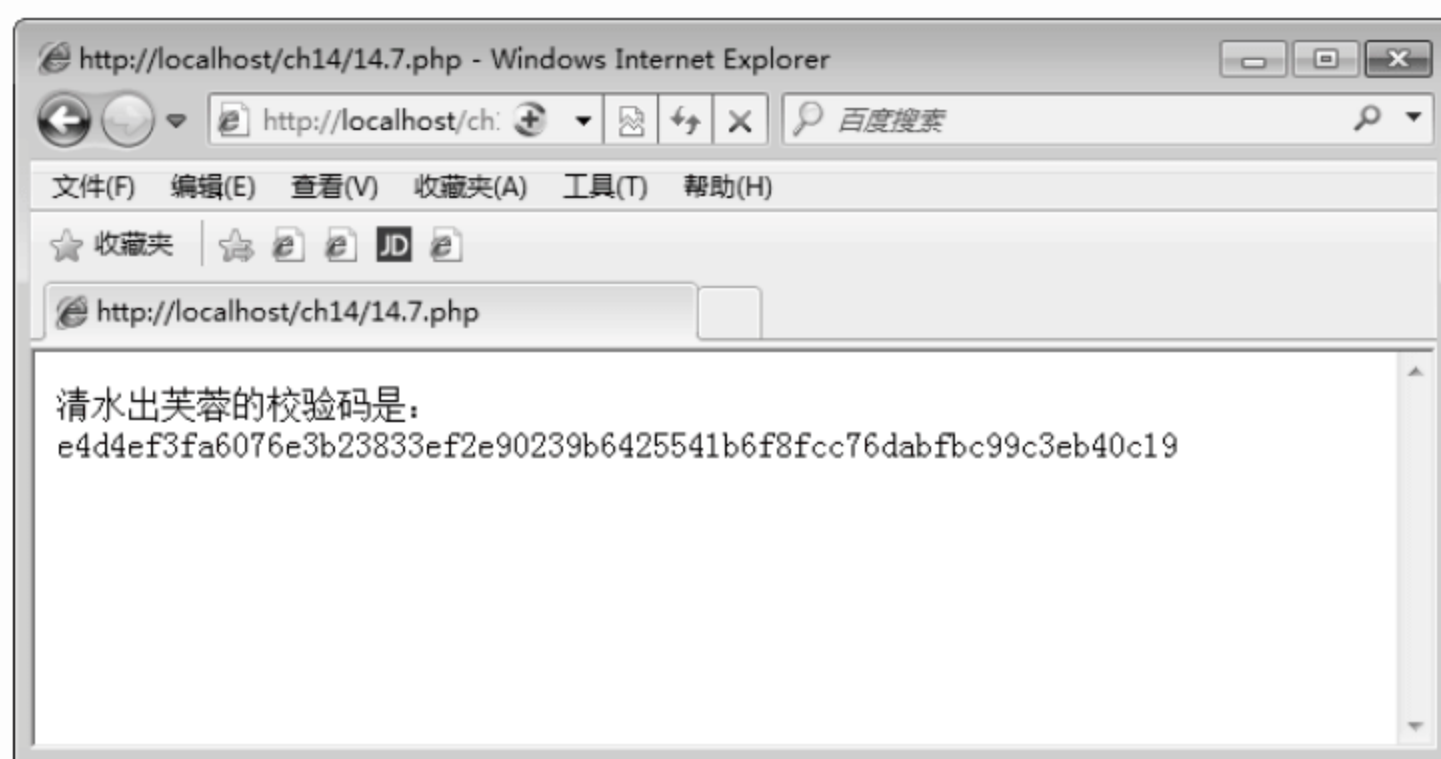 http://localhost/ch14/14.7.php - Windows Internet Explorer
http://localhost/ch: 百度搜索
文件(F) 编辑(E) 查看(V) 收藏夹(A) 工具(T) 帮助(H)
收藏夹 JD
http://localhost/ch14/14.7.php
清水出芙蓉的校验码是：
e4d4ef3fa6076e3b23833ef2e90239b6425541b6f8fcc76dabfbc99c3eb40c19